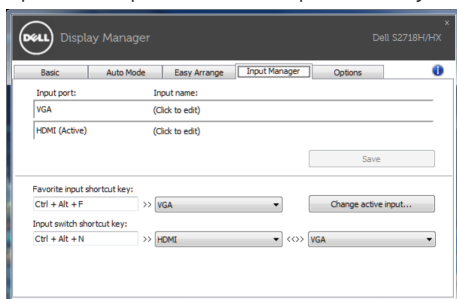 DELL Display Manager Dell S2718H/HX
Basic Auto Mode Easy Arrange Input Manager Options
Input port: Input name:
VGA (Click to edit)
HDMI (Active) (Click to edit)
Save
Favorite input shortcut key:
Ctrl + Alt + F >> VGA Change active input...
Input switch shortcut key:
Ctrl + Alt + N >> HDMI <<>> VGA